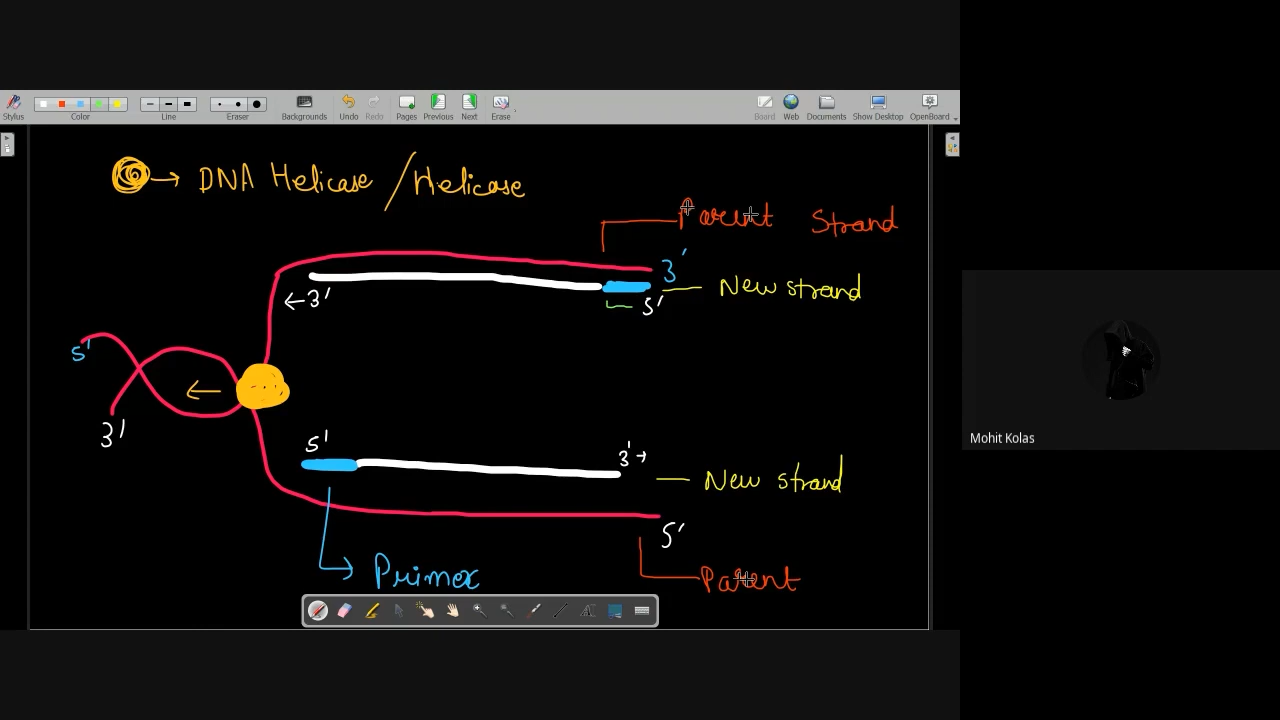 Stylus Color Line Eraser Backgrounds Undo Redo Pages Previous Next Erase Board Web Documents Show Desktop OpenBoard
DNA Helicase / Helicase
Parent Strand
3'
New strand
← 3'
5'
5'
←
3'
5'
3' →
New strand
5'
Primer
Parent
Mohit Kolas